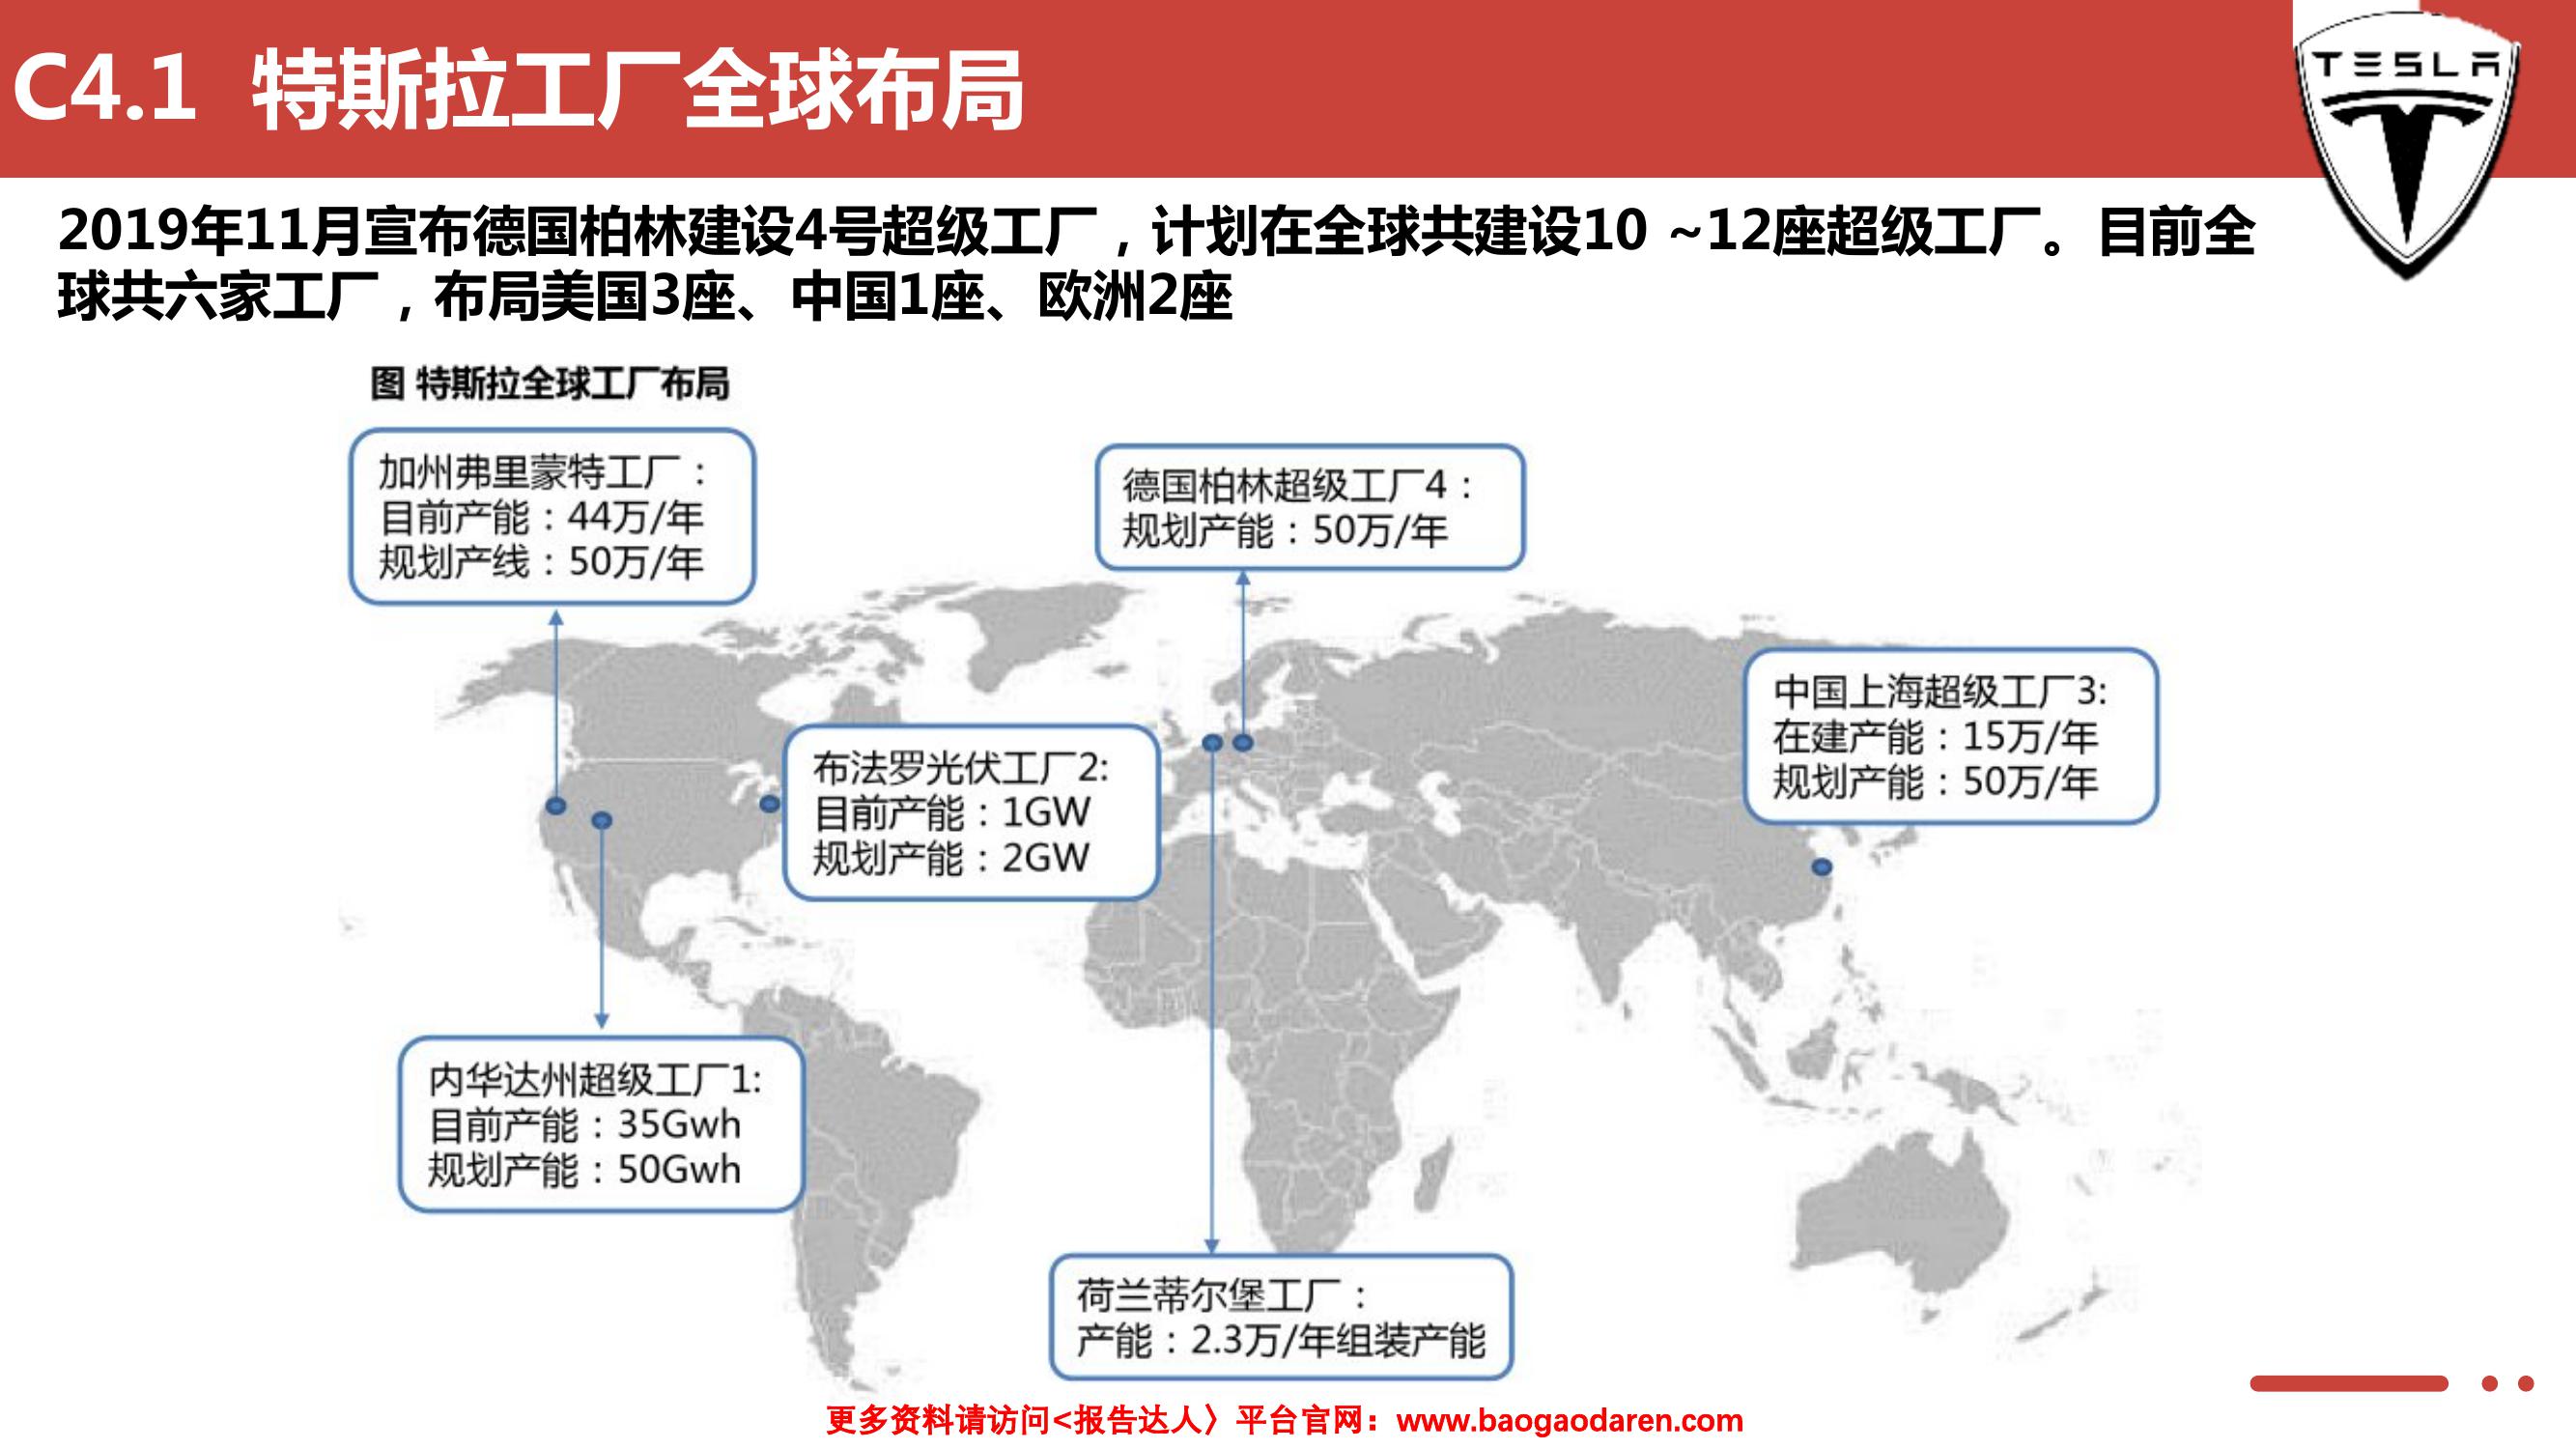 C4.1 特斯拉工厂全球布局
TESLA
2019年11月宣布德国柏林建设4号超级工厂，计划在全球共建设10 ~12座超级工厂。目前全
球共六家工厂，布局美国3座、中国1座、欧洲2座
图 特斯拉全球工厂布局
加州弗里蒙特工厂：
目前产能：44万/年
规划产线：50万/年
德国柏林超级工厂4：
规划产能：50万/年
中国上海超级工厂3:
在建产能：15万/年
规划产能：50万/年
布法罗光伏工厂2:
目前产能：1GW
规划产能：2GW
内华达州超级工厂1:
目前产能：35Gwh
规划产能：50Gwh
荷兰蒂尔堡工厂：
产能：2.3万/年组装产能
更多资料请访问<报告达人〉平台官网：www.baogaodaren.com